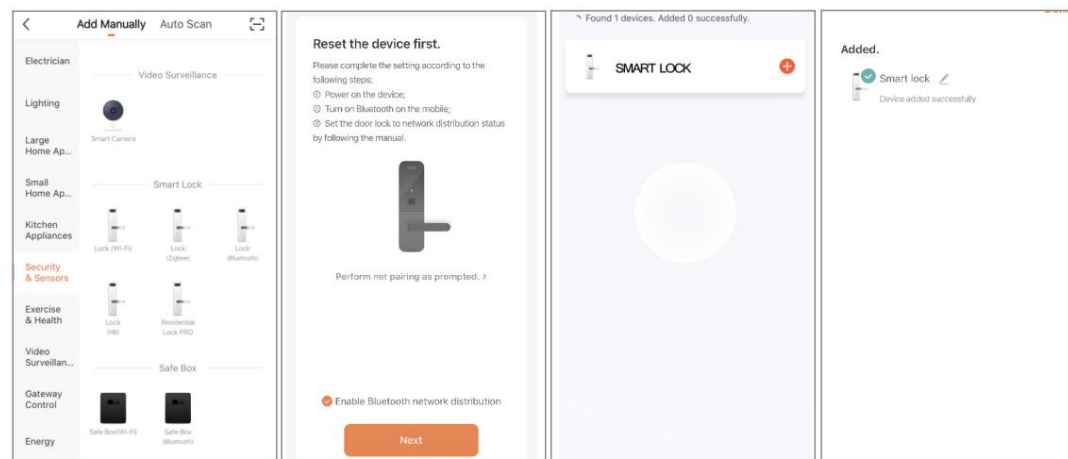 Add Manually
Auto Scan
Electrician
Lighting
Large
Home Ap...
Small
Home Ap...
Kitchen
Appliances
Security
& Sensors
Exercise
& Health
Video
Surveillan...
Gateway
Control
Energy
Video Surveillance
Smart Camera
Smart Lock
Lock (Wi-Fi)
Lock
(Zigbee)
Lock
(Bluetooth)
Lock
(NB)
Residential
Lock PRO
Safe Box
Safe Box(Wi-Fi)
Safe Box
(Bluetooth)
Reset the device first.
Please complete the setting according to the
following steps:
① Power on the device;
② Turn on Bluetooth on the mobile;
③ Set the door lock to network distribution status
by following the manual.
Perform net pairing as prompted. >
Enable Bluetooth network distribution
Next
Found 1 devices. Added 0 successfully.
SMART LOCK
Added.
Smart lock
Device added successfully